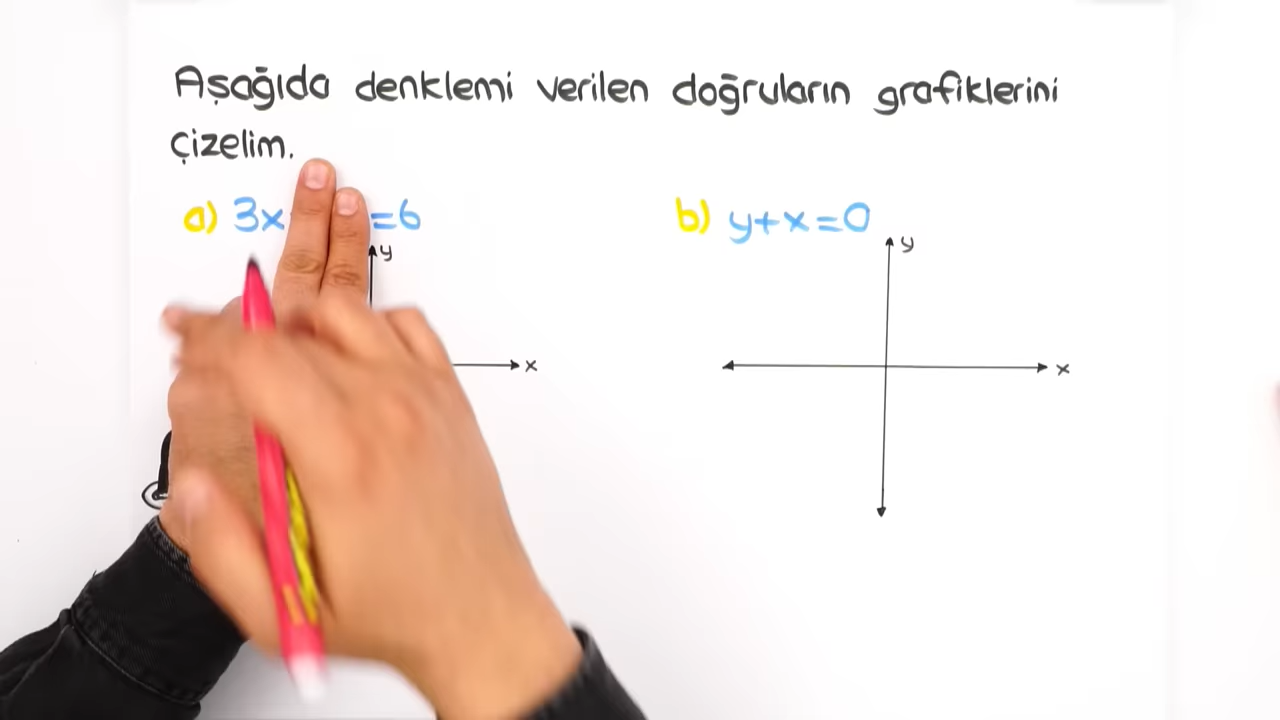 Aşağıda denklemi verilen doğruların grafiklerini
çizelim.
a) 3x =6
b) y+x=0
y
x
y
x